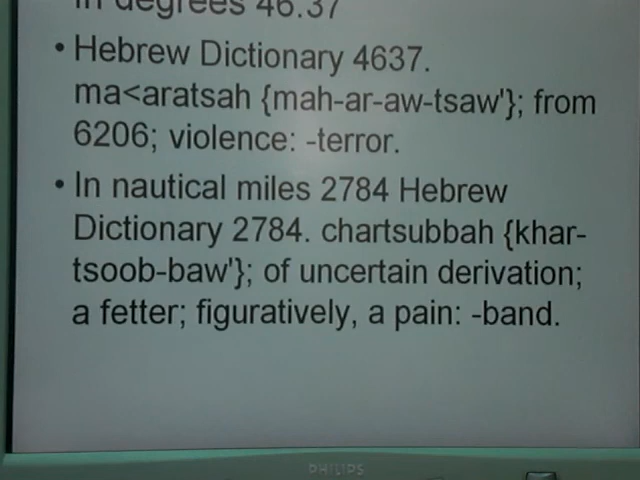 in degrees 46.37
• Hebrew Dictionary 4637.
ma<aratsah {mah-ar-aw-tsaw'}; from
6206; violence: -terror.
• In nautical miles 2784 Hebrew
Dictionary 2784. chartsubbah {khar-
tsoob-baw'}; of uncertain derivation;
a fetter; figuratively, a pain: -band.
PHILIPS